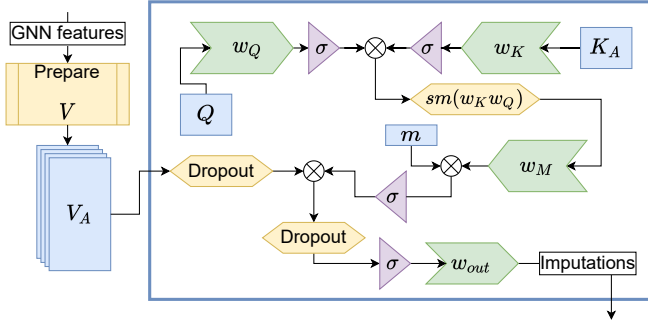 GNN features
Prepare
V
V_A
w_Q
σ
σ
w_K
K_A
Q
sm(w_K w_Q)
m
w_M
Dropout
σ
Dropout
σ
w_out
Imputations